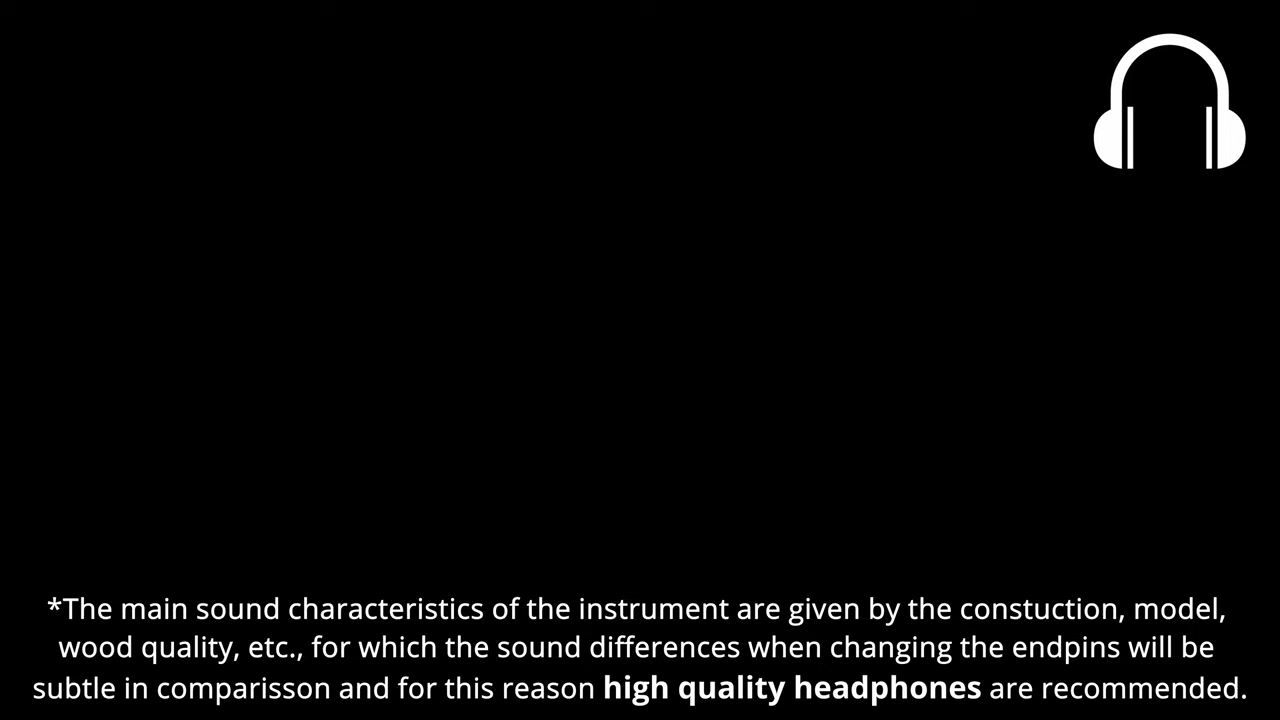 *The main sound characteristics of the instrument are given by the constuction, model,
wood quality, etc., for which the sound differences when changing the endpins will be
subtle in comparisson and for this reason high quality headphones are recommended.